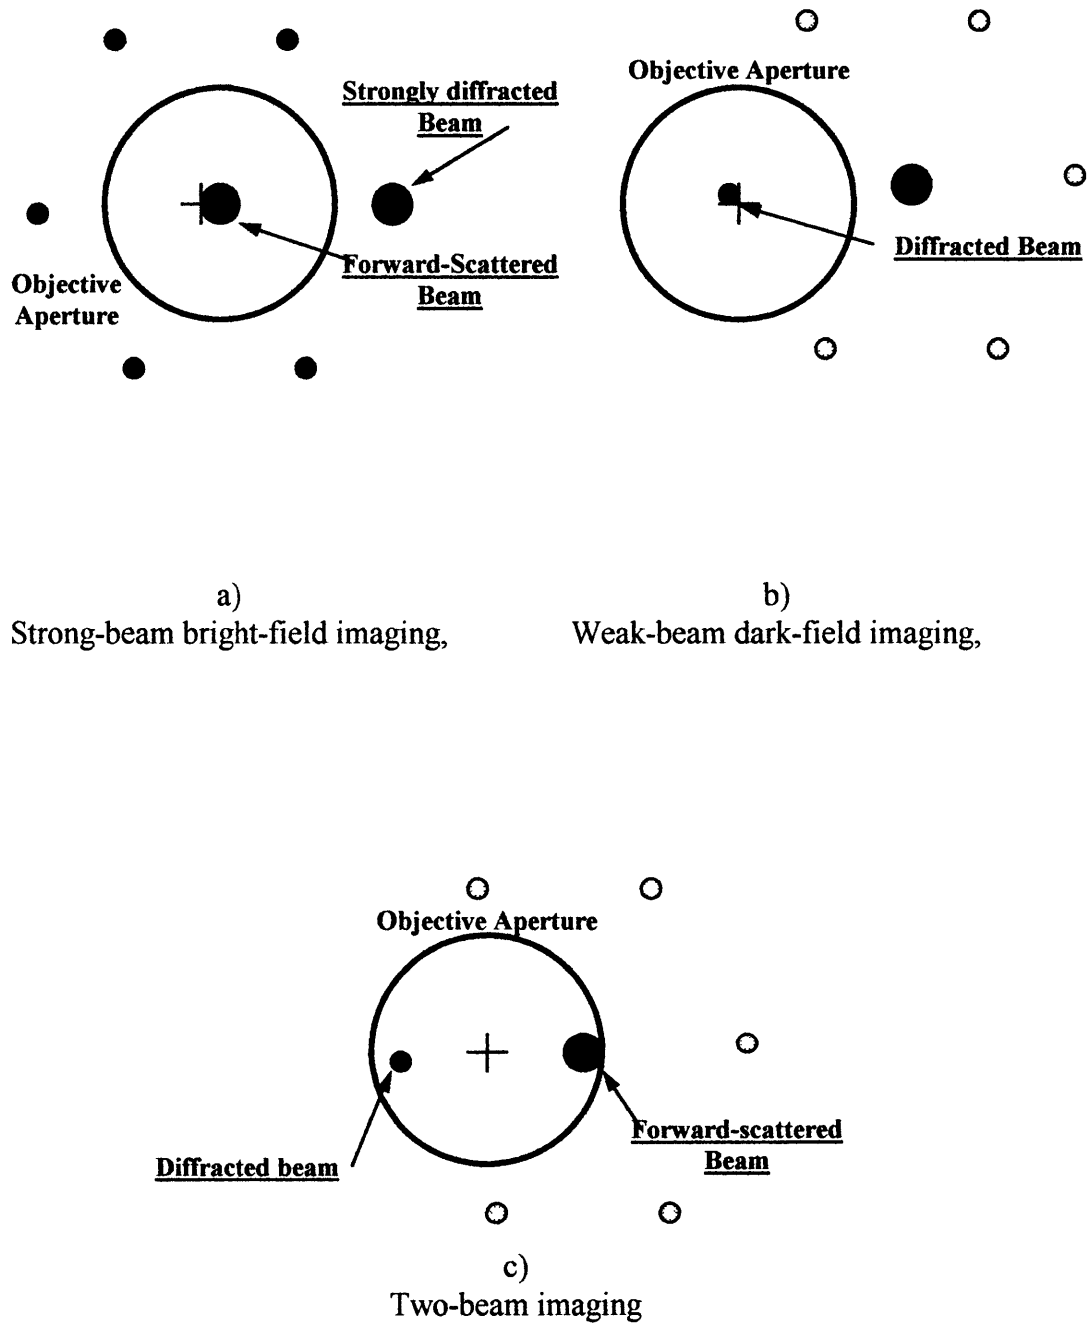 Strongly diffracted
Beam
Forward-Scattered
Beam
Objective
Aperture
a)
Strong-beam bright-field imaging,
Objective Aperture
Diffracted Beam
b)
Weak-beam dark-field imaging,
Objective Aperture
Forward-scattered
Beam
Diffracted beam
c)
Two-beam imaging